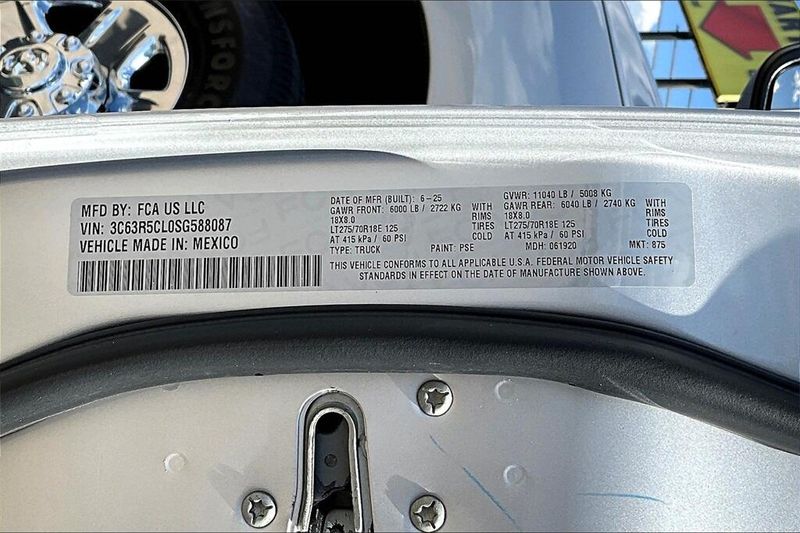 NSFORC
MFD BY: FCA US LLC
VIN: 3C63R5CL0SG588087
VEHICLE MADE IN: MEXICO
DATE OF MFR (BUILT): 6-25
GAWR FRONT: 6000 LB / 2722 KG WITH
18X8.0 RIMS
LT275/70R18E 125 TIRES
AT 415 kPa / 60 PSI COLD
TYPE: TRUCK PAINT: PSE
GVWR: 11040 LB / 5008 KG
GAWR REAR: 6040 LB / 2740 KG WITH
18X8.0 RIMS
LT275/70R18E 125 TIRES
AT 415 kPa / 60 PSI COLD
MDH: 061920 MKT: 875
THIS VEHICLE CONFORMS TO ALL APPLICABLE U.S.A. FEDERAL MOTOR VEHICLE SAFETY
STANDARDS IN EFFECT ON THE DATE OF MANUFACTURE SHOWN ABOVE.